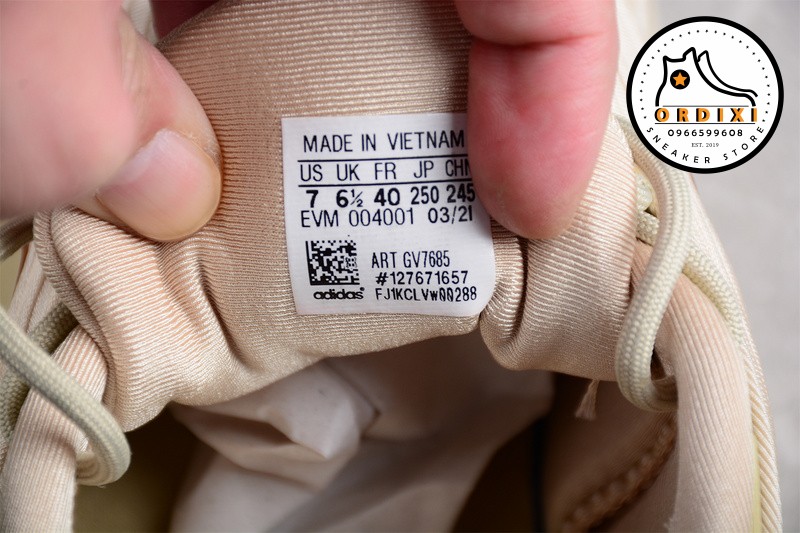 MADE IN VIETNAM
US UK FR JP CHN
7 6½ 40 250 245
EVM 004001 03/21
ART GV7685
#127671657
adidas FJ1KCLVw00288
ORDIXI
0966599608
EST. 2019
SNEAKER STORE